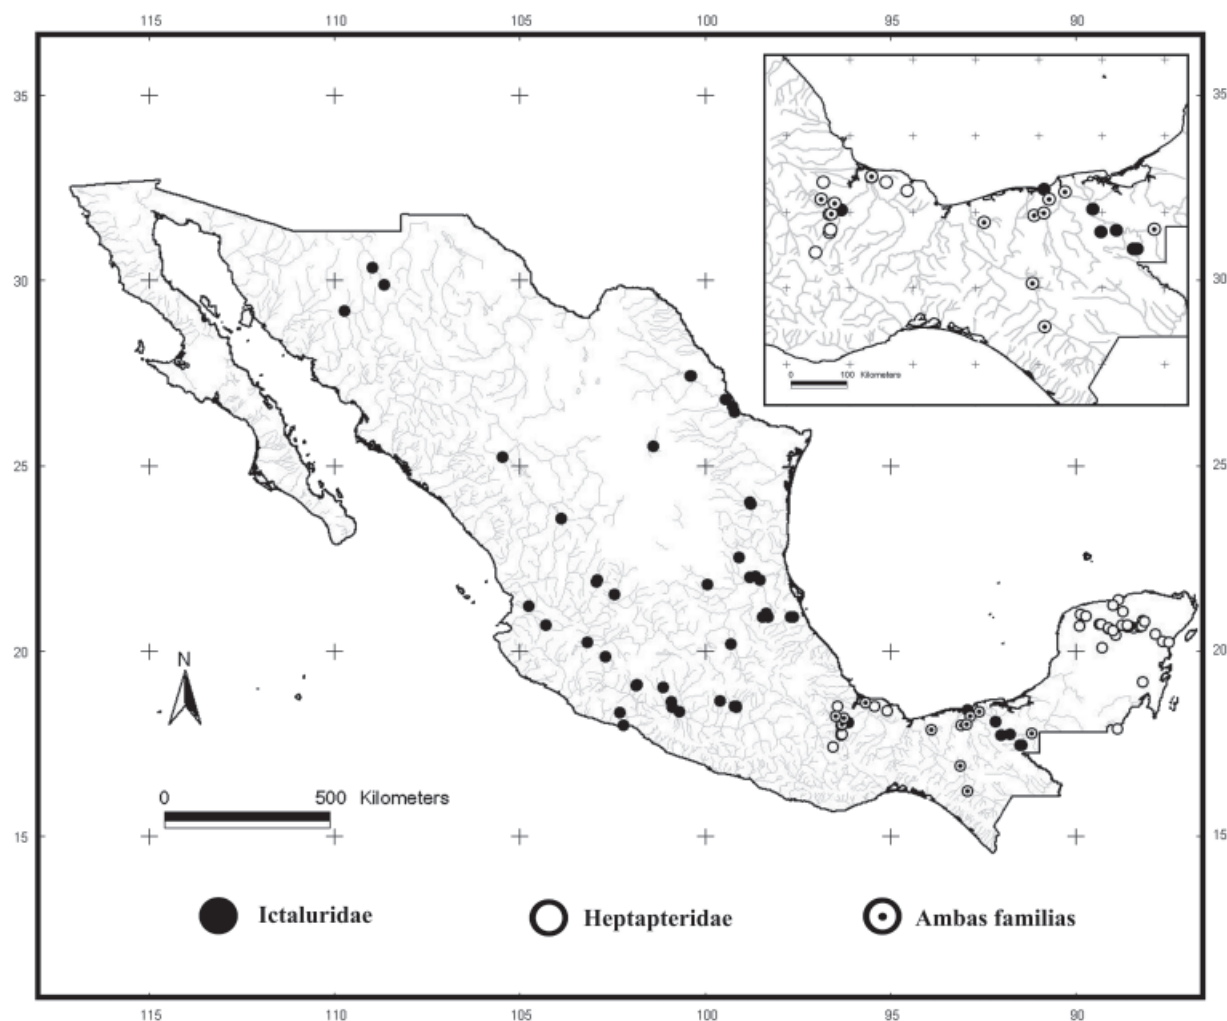 115 110 105 100 95 90
35 35
0 100 Kilometers
30 30
25 25
20 20
N
0 500 Kilometers
15 15
Ictaluridae Heptapteridae Ambas familias
115 110 105 100 95 90